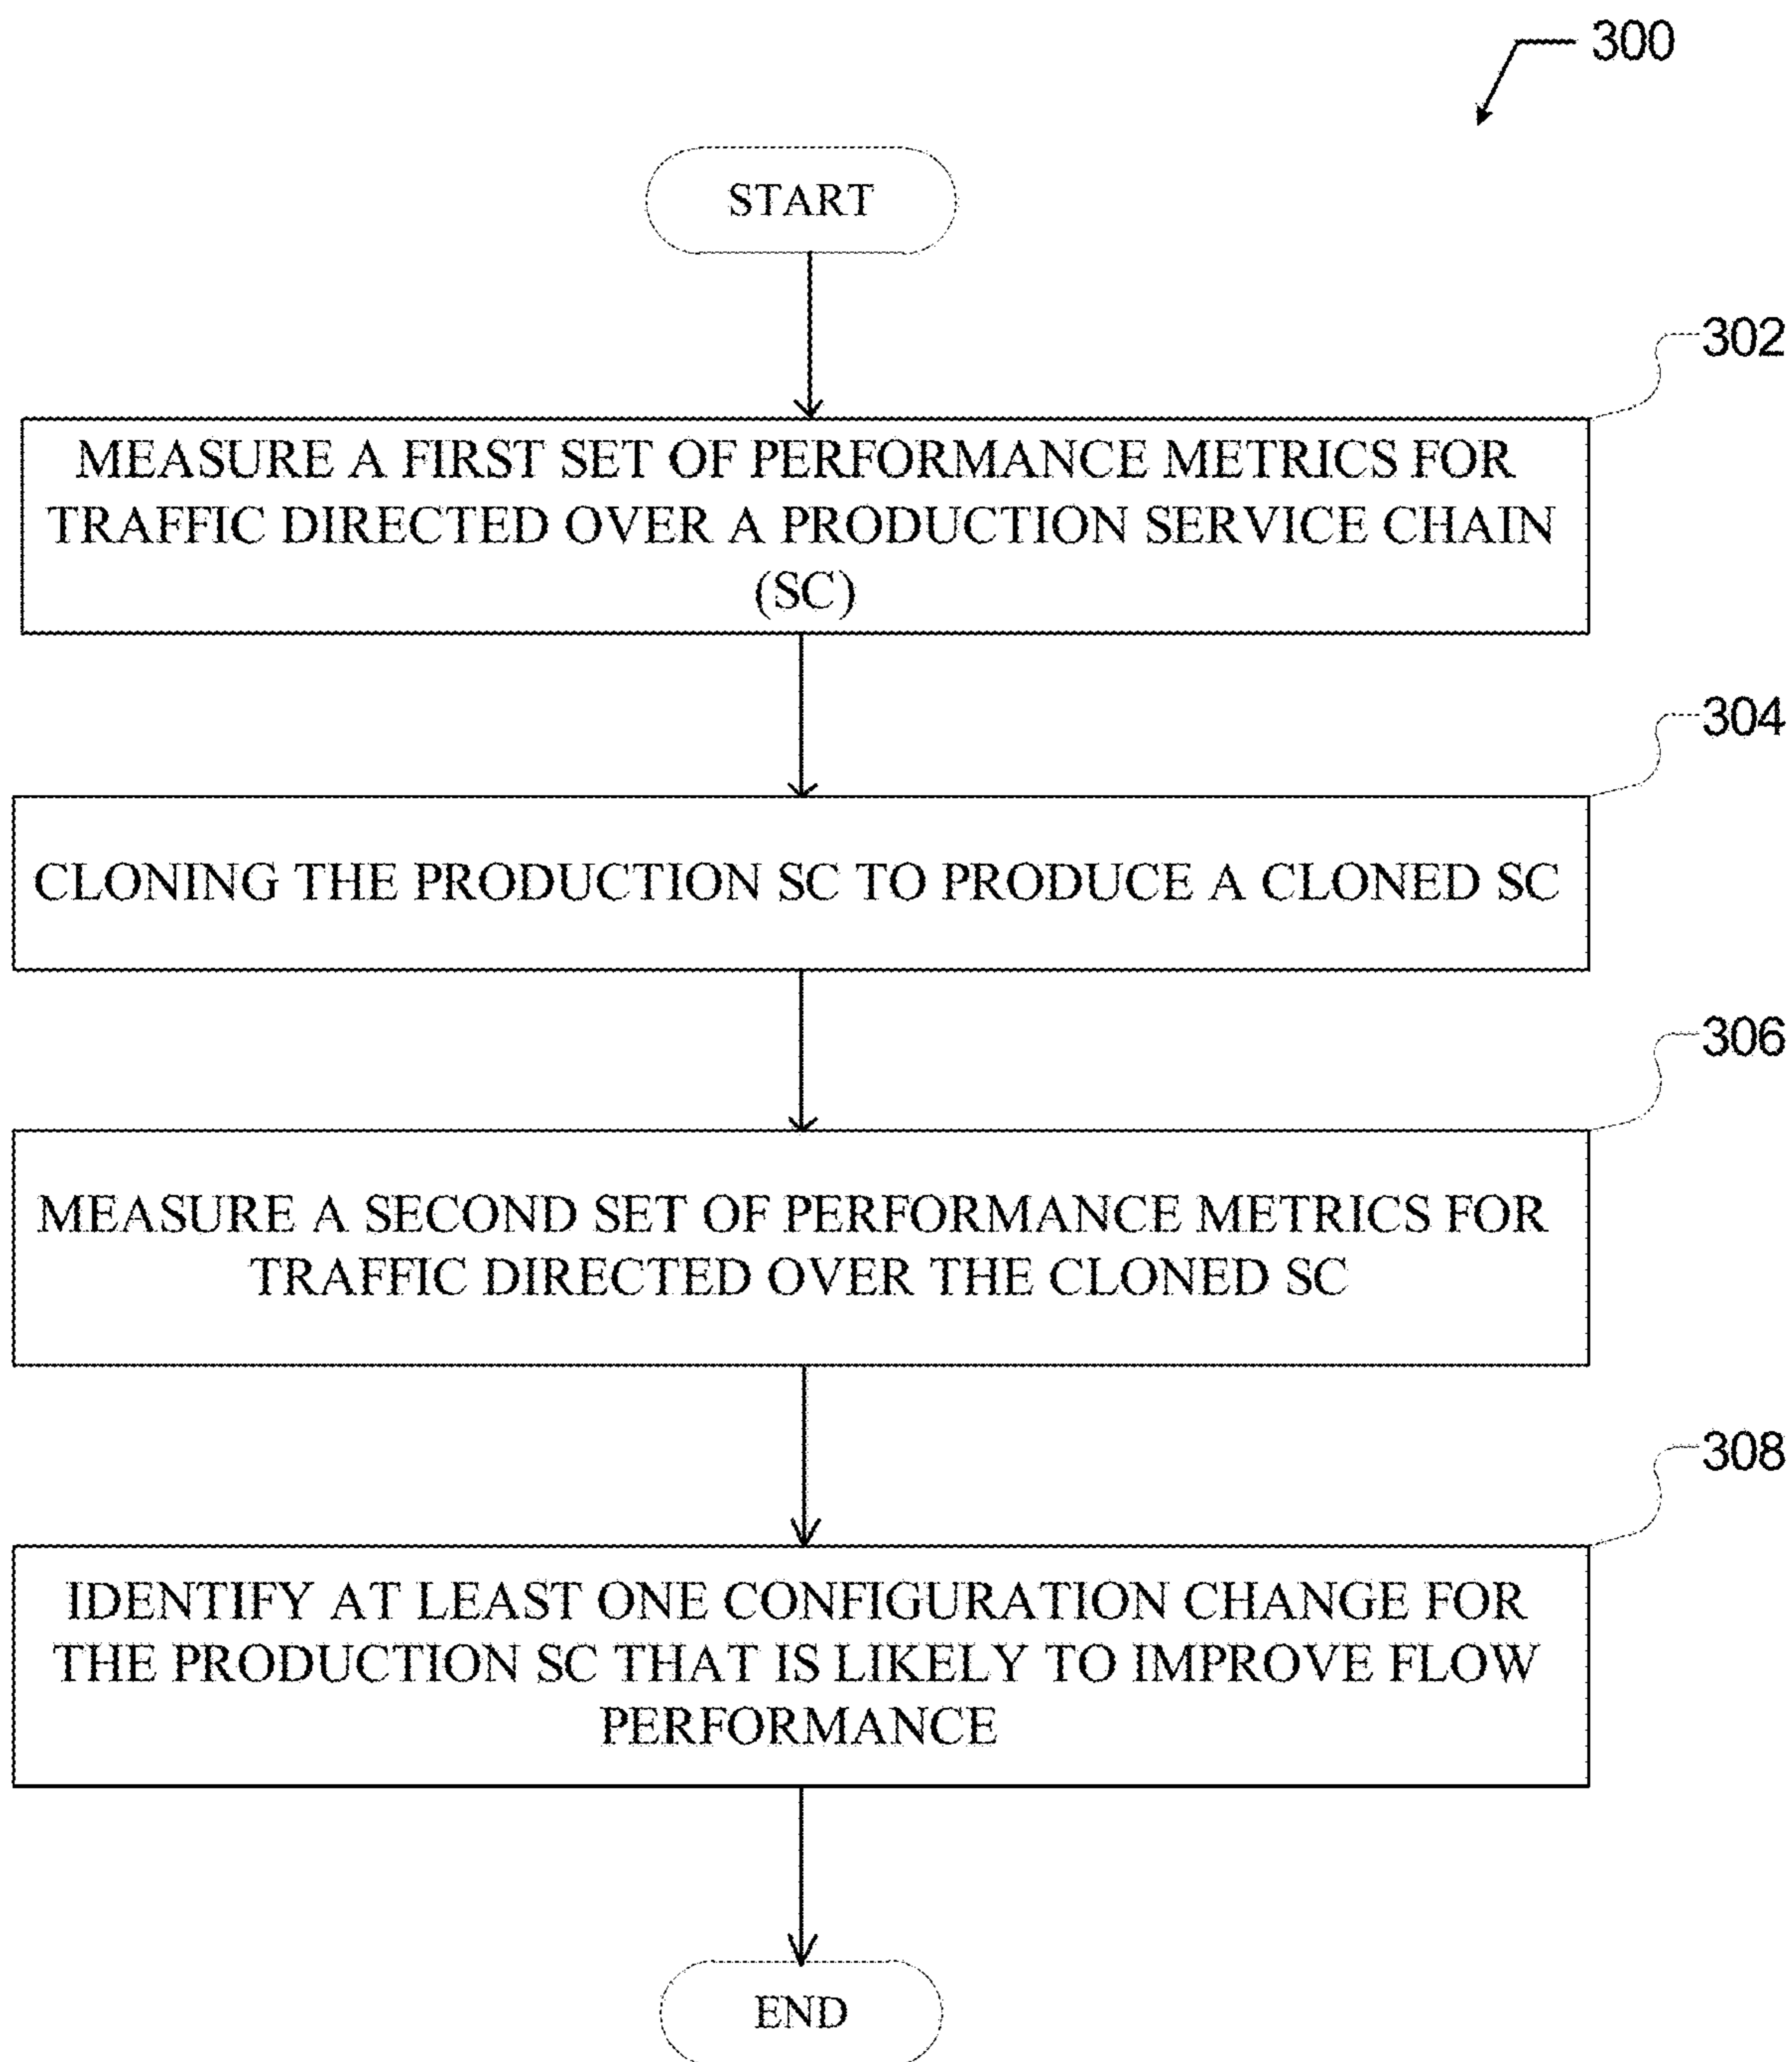 300
START
302
MEASURE A FIRST SET OF PERFORMANCE METRICS FOR
TRAFFIC DIRECTED OVER A PRODUCTION SERVICE CHAIN
(SC)
304
CLONING THE PRODUCTION SC TO PRODUCE A CLONED SC
306
MEASURE A SECOND SET OF PERFORMANCE METRICS FOR
TRAFFIC DIRECTED OVER THE CLONED SC
308
IDENTIFY AT LEAST ONE CONFIGURATION CHANGE FOR
THE PRODUCTION SC THAT IS LIKELY TO IMPROVE FLOW
PERFORMANCE
END